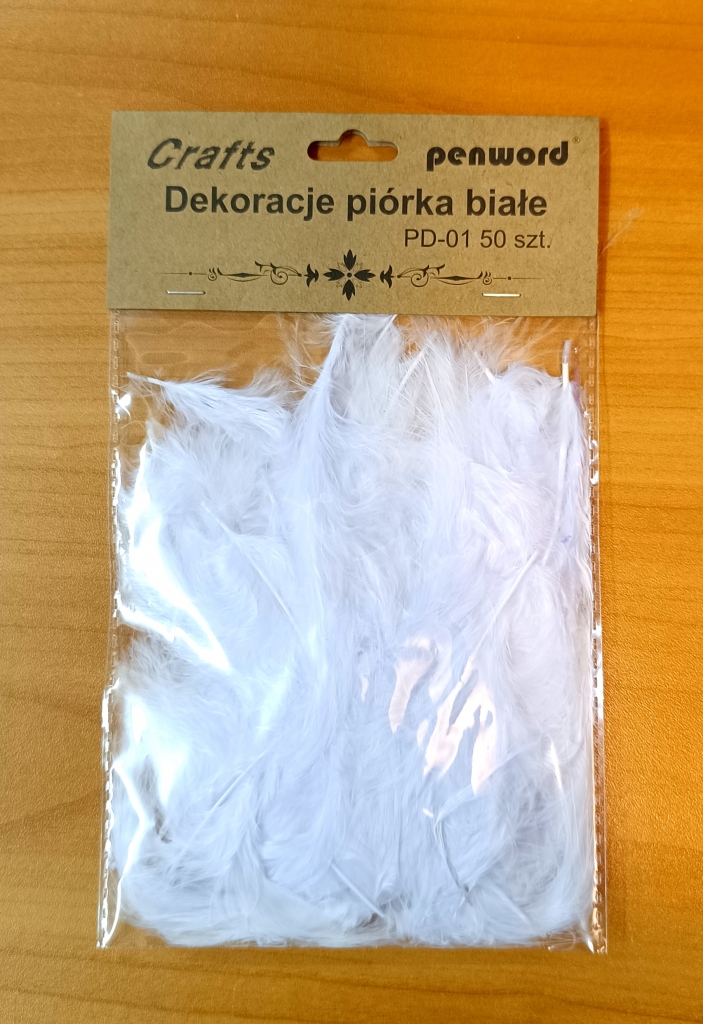 Crafts penword®
Dekoracje piórka białe
PD-01 50 szt.